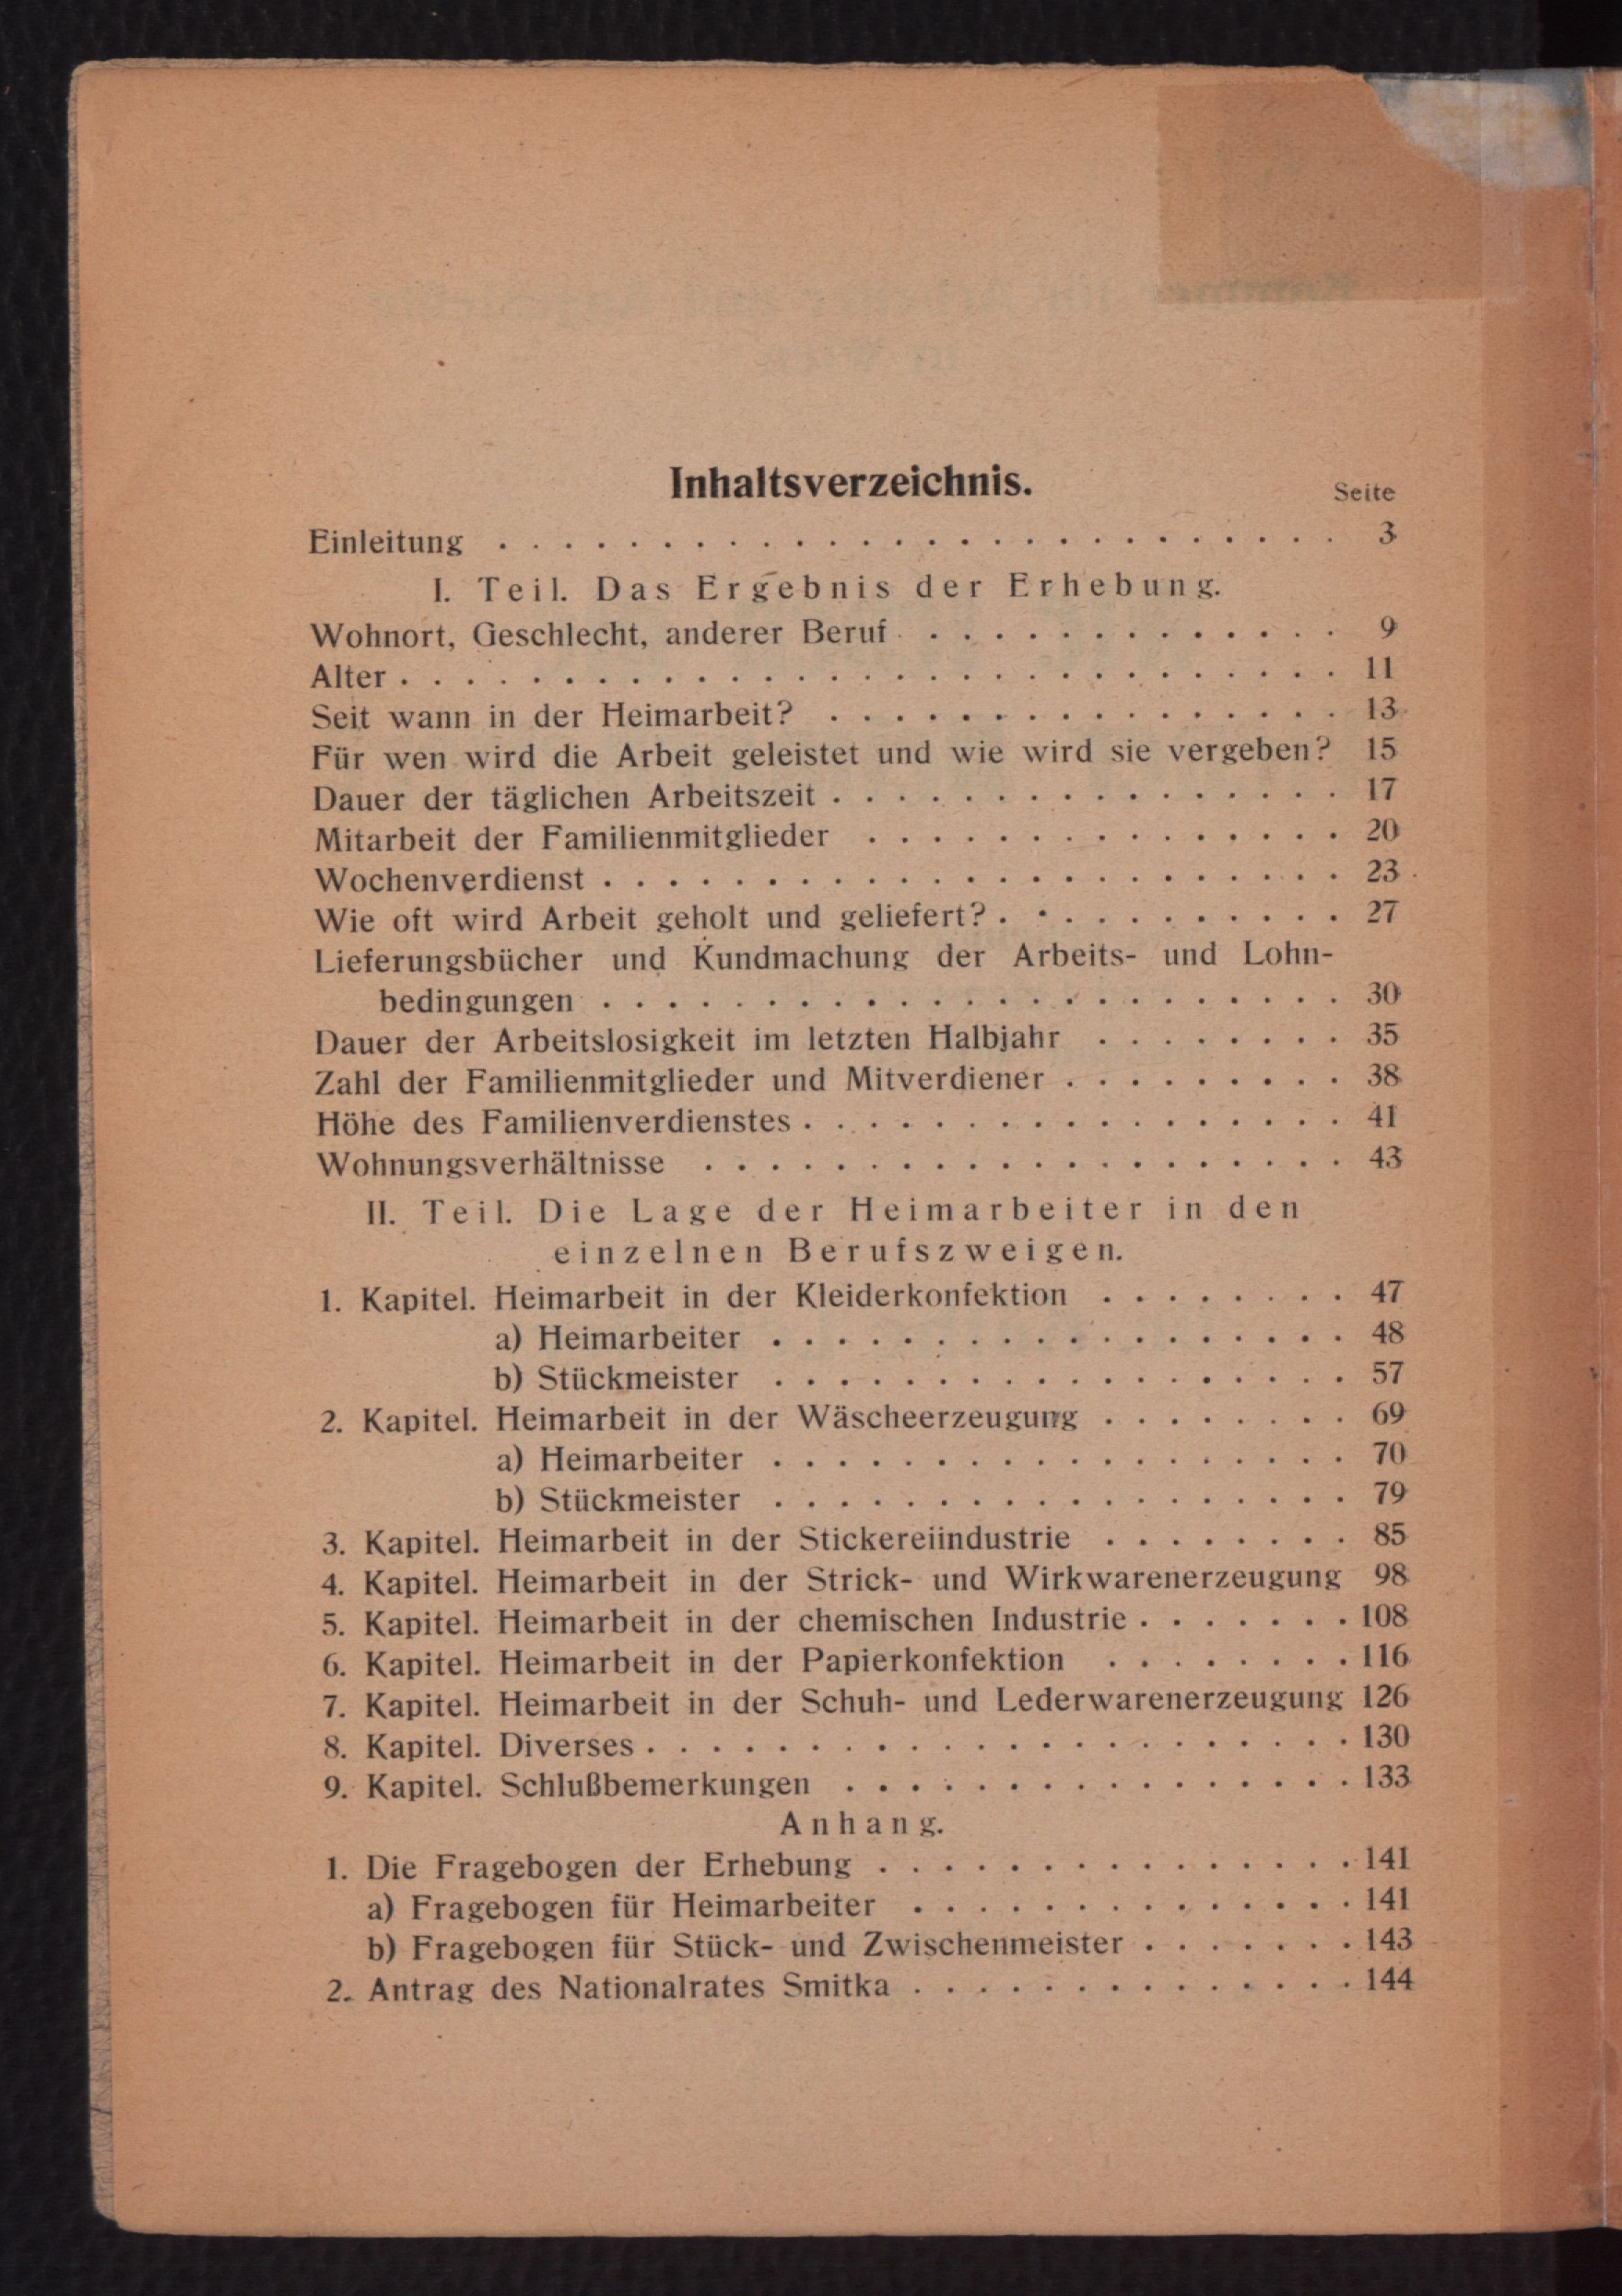 Inhaltsverzeichnis.
Seite
Einleitung . . . . . . . . . . . . . . . . . . . . . . . . . . 3
I. Teil. Das Ergebnis der Erhebung.
Wohnort, Geschlecht, anderer Beruf . . . . . . . . . . . . . . 9
Alter . . . . . . . . . . . . . . . . . . . . . . . . . . . . . 11
Seit wann in der Heimarbeit? . . . . . . . . . . . . . . . . 13
Für wen wird die Arbeit geleistet und wie wird sie vergeben? 15
Dauer der täglichen Arbeitszeit . . . . . . . . . . . . . . . . 17
Mitarbeit der Familienmitglieder . . . . . . . . . . . . . . . 20
Wochenverdienst . . . . . . . . . . . . . . . . . . . . . . . 23
Wie oft wird Arbeit geholt und geliefert? . . . . . . . . . . . 27
Lieferungsbücher und Kundmachung der Arbeits- und Lohn-
bedingungen . . . . . . . . . . . . . . . . . . . . . . . 30
Dauer der Arbeitslosigkeit im letzten Halbjahr . . . . . . . . 35
Zahl der Familienmitglieder und Mitverdiener . . . . . . . . . 38
Höhe des Familienverdienstes . . . . . . . . . . . . . . . . . 41
Wohnungsverhältnisse . . . . . . . . . . . . . . . . . . . . 43
II. Teil. Die Lage der Heimarbeiter in den
einzelnen Berufszweigen.
1. Kapitel. Heimarbeit in der Kleiderkonfektion . . . . . . . . 47
a) Heimarbeiter . . . . . . . . . . . . . . . . . . 48
b) Stückmeister . . . . . . . . . . . . . . . . . . 57
2. Kapitel. Heimarbeit in der Wäscheerzeugung . . . . . . . . 69
a) Heimarbeiter . . . . . . . . . . . . . . . . . . 70
b) Stückmeister . . . . . . . . . . . . . . . . . . 79
3. Kapitel. Heimarbeit in der Stickereiindustrie . . . . . . . . 85
4. Kapitel. Heimarbeit in der Strick- und Wirkwarenerzeugung 98
5. Kapitel. Heimarbeit in der chemischen Industrie . . . . . . . 108
6. Kapitel. Heimarbeit in der Papierkonfektion . . . . . . . . 116
7. Kapitel. Heimarbeit in der Schuh- und Lederwarenerzeugung 126
8. Kapitel. Diverses . . . . . . . . . . . . . . . . . . . . . . 130
9. Kapitel. Schlußbemerkungen . . . . . . . . . . . . . . . . 133
Anhang.
1. Die Fragebogen der Erhebung . . . . . . . . . . . . . . . 141
a) Fragebogen für Heimarbeiter . . . . . . . . . . . . . . 141
b) Fragebogen für Stück- und Zwischenmeister . . . . . . . 143
2. Antrag des Nationalrates Smitka . . . . . . . . . . . . . . 144